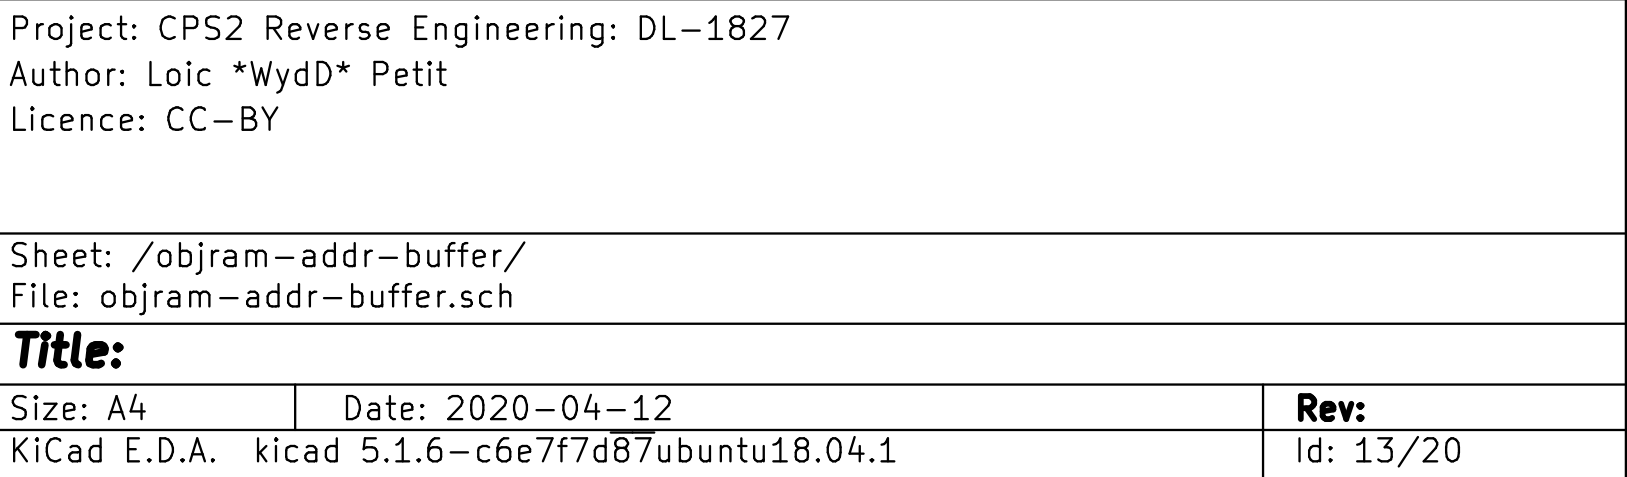 Project: CPS2 Reverse Engineering: DL-1827
Author: Loic *WydD* Petit
Licence: CC-BY
Sheet: /objram-addr-buffer/
File: objram-addr-buffer.sch
Title:
Size: A4 Date: 2020-04-12 Rev:
KiCad E.D.A. kicad 5.1.6-c6e7f7d87ubuntu18.04.1 Id: 13/20